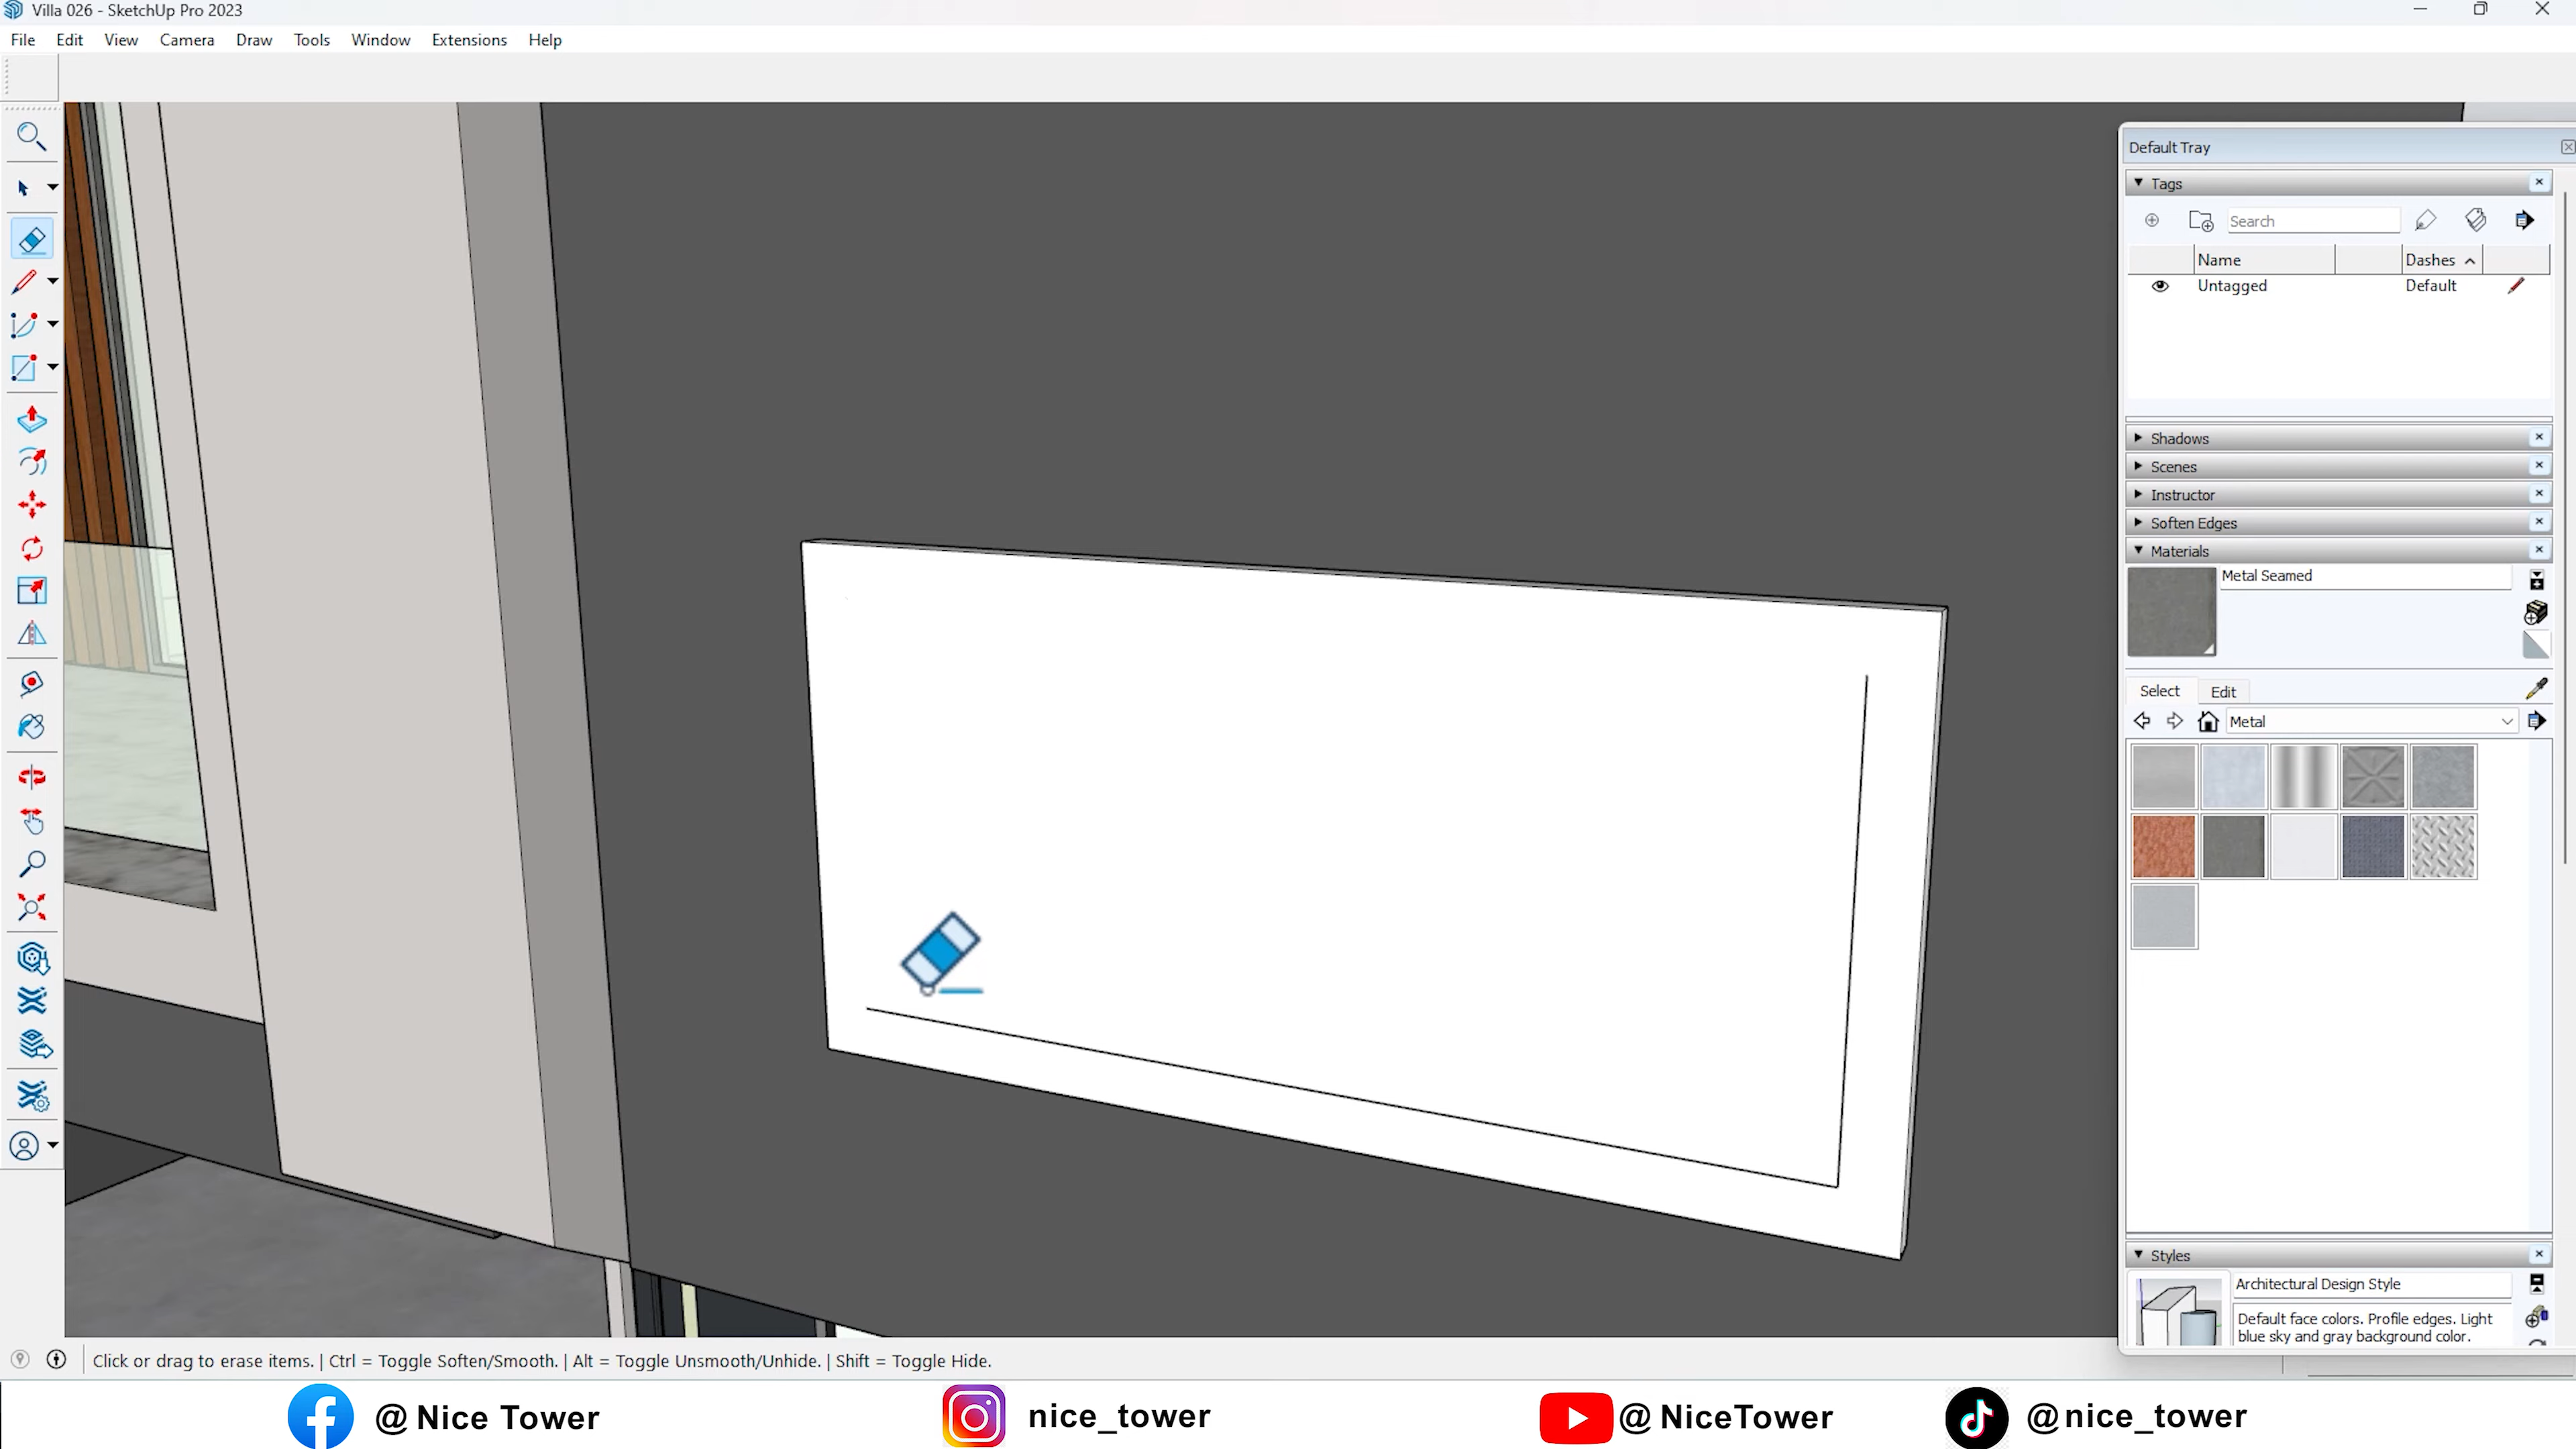 Villa 026 - SketchUp Pro 2023
File Edit View Camera Draw Tools Window Extensions Help
Default Tray
Tags
Search
Name Dashes
Untagged Default
Shadows
Scenes
Instructor
Soften Edges
Materials
Metal Seamed
Select Edit
Metal
Styles
Architectural Design Style
Default face colors. Profile edges. Light
blue sky and gray background color.
Click or drag to erase items. | Ctrl = Toggle Soften/Smooth. | Alt = Toggle Unsmooth/Unhide. | Shift = Toggle Hide.
@ Nice Tower nice_tower @ NiceTower @nice_tower